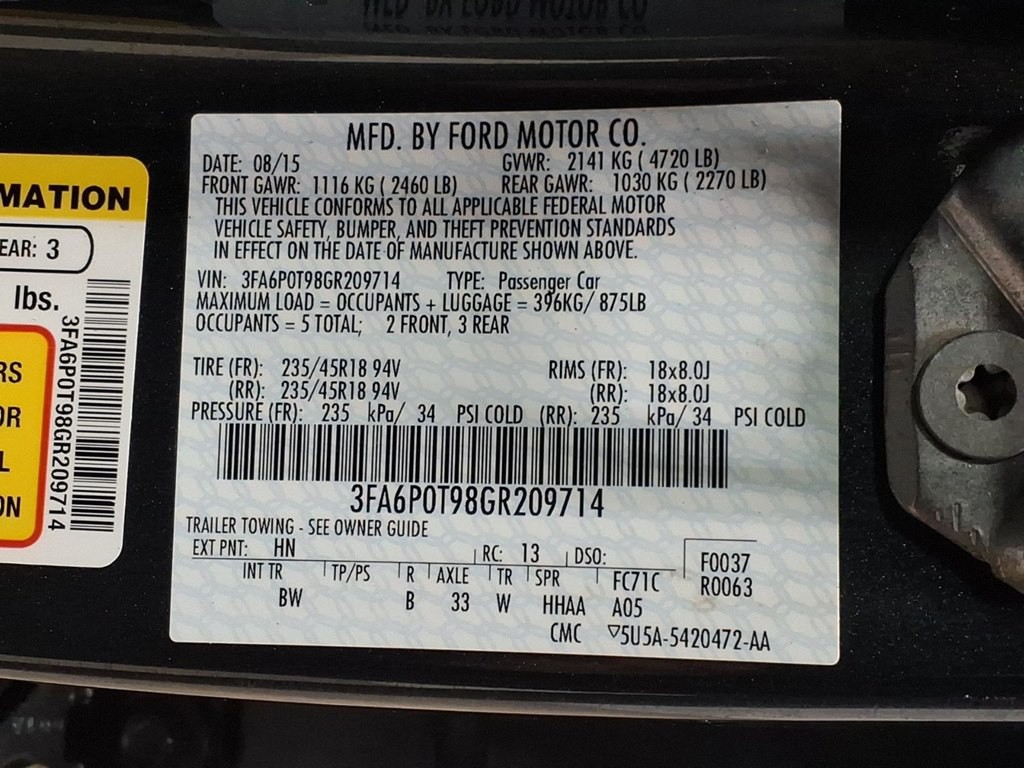 MFD. BY FORD MOTOR CO.
DATE: 08/15 GVWR: 2141 KG ( 4720 LB)
FRONT GAWR: 1116 KG ( 2460 LB) REAR GAWR: 1030 KG ( 2270 LB)
THIS VEHICLE CONFORMS TO ALL APPLICABLE FEDERAL MOTOR
VEHICLE SAFETY, BUMPER, AND THEFT PREVENTION STANDARDS
IN EFFECT ON THE DATE OF MANUFACTURE SHOWN ABOVE.
VIN: 3FA6P0T98GR209714 TYPE: Passenger Car
MAXIMUM LOAD = OCCUPANTS + LUGGAGE = 396KG/ 875LB
OCCUPANTS = 5 TOTAL; 2 FRONT, 3 REAR
TIRE (FR): 235/45R18 94V RIMS (FR): 18x8.0J
(RR): 235/45R18 94V (RR): 18x8.0J
PRESSURE (FR): 235 kPa/ 34 PSI COLD (RR): 235 kPa/ 34 PSI COLD
3FA6P0T98GR209714
TRAILER TOWING - SEE OWNER GUIDE
EXT PNT: HN RC: 13 DSO: F0037
R0063
INT TR TP/PS R AXLE TR SPR FC71C
BW B 33 W HHAA A05
CMC ▽5U5A-5420472-AA
MATION
EAR: 3
lbs.
3FA6P0T98GR209714
RS
OR
L
ON